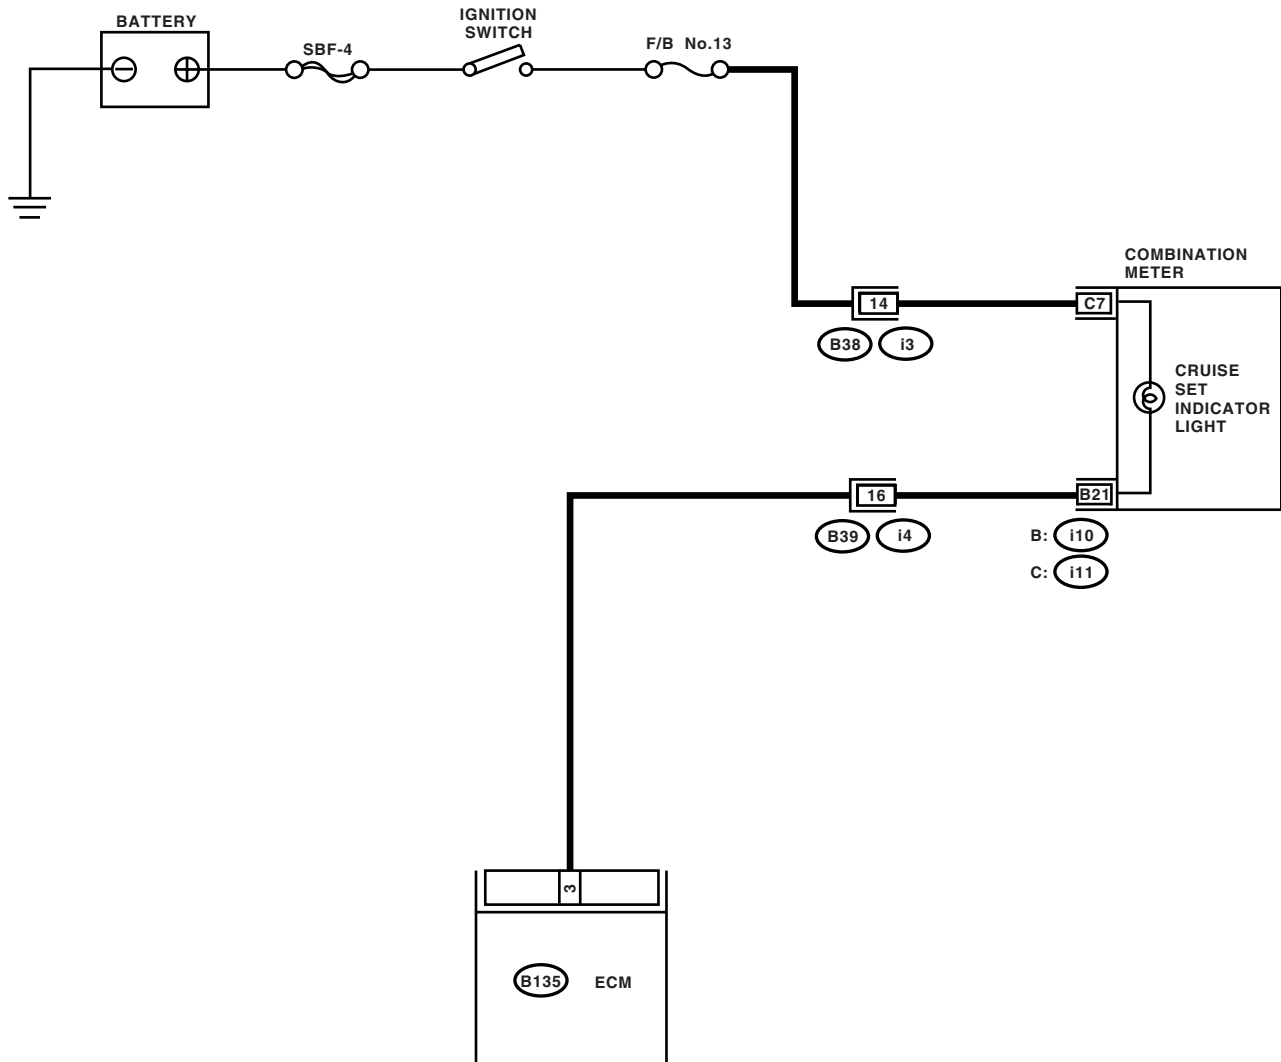 BATTERY
SBF-4
IGNITION
SWITCH
F/B No.13
COMBINATION
METER
14
C7
B38
i3
CRUISE
SET
INDICATOR
LIGHT
16
B21
B39
i4
B:
i10
C:
i11
3
B135
ECM